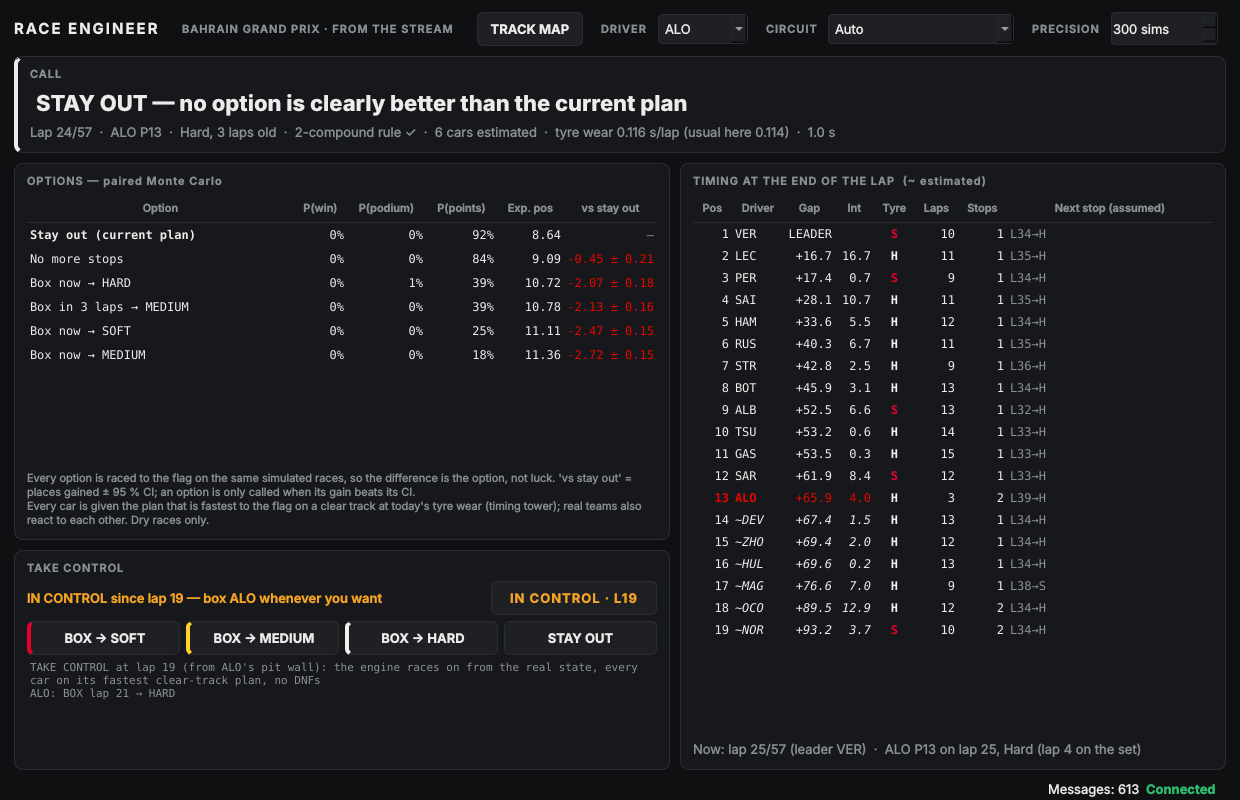 RACE ENGINEER BAHRAIN GRAND PRIX · FROM THE STREAM TRACK MAP DRIVER ALO CIRCUIT Auto PRECISION 300 sims
CALL
STAY OUT — no option is clearly better than the current plan
Lap 24/57 · ALO P13 · Hard, 3 laps old · 2-compound rule ✓ · 6 cars estimated · tyre wear 0.116 s/lap (usual here 0.114) · 1.0 s
OPTIONS — paired Monte Carlo
Option P(win) P(podium) P(points) Exp. pos vs stay out
Stay out (current plan) 0% 0% 92% 8.64 —
No more stops 0% 0% 84% 9.09 -0.45 ± 0.21
Box now → HARD 0% 1% 39% 10.72 -2.07 ± 0.18
Box in 3 laps → MEDIUM 0% 0% 39% 10.78 -2.13 ± 0.16
Box now → SOFT 0% 0% 25% 11.11 -2.47 ± 0.15
Box now → MEDIUM 0% 0% 18% 11.36 -2.72 ± 0.15
Every option is raced to the flag on the same simulated races, so the difference is the option, not luck. 'vs stay out' =
places gained ± 95 % CI; an option is only called when its gain beats its CI.
Every car is given the plan that is fastest to the flag on a clear track at today's tyre wear (timing tower); real teams also
react to each other. Dry races only.
TAKE CONTROL
IN CONTROL since lap 19 — box ALO whenever you want IN CONTROL · L19
BOX → SOFT BOX → MEDIUM BOX → HARD STAY OUT
TAKE CONTROL at lap 19 (from ALO's pit wall): the engine races on from the real state, every
car on its fastest clear-track plan, no DNFs
ALO: BOX lap 21 → HARD
TIMING AT THE END OF THE LAP (~ estimated)
Pos Driver Gap Int Tyre Laps Stops Next stop (assumed)
1 VER LEADER S 10 1 L34→H
2 LEC +16.7 16.7 H 11 1 L35→H
3 PER +17.4 0.7 S 9 1 L34→H
4 SAI +28.1 10.7 H 11 1 L35→H
5 HAM +33.6 5.5 H 12 1 L34→H
6 RUS +40.3 6.7 H 11 1 L35→H
7 STR +42.8 2.5 H 9 1 L36→H
8 BOT +45.9 3.1 H 13 1 L34→H
9 ALB +52.5 6.6 S 13 1 L32→H
10 TSU +53.2 0.6 H 14 1 L33→H
11 GAS +53.5 0.3 H 15 1 L33→H
12 SAR +61.9 8.4 S 12 1 L33→H
13 ALO +65.9 4.0 H 3 2 L39→H
14 ~DEV +67.4 1.5 H 13 1 L34→H
15 ~ZHO +69.4 2.0 H 12 1 L34→H
16 ~HUL +69.6 0.2 H 13 1 L34→H
17 ~MAG +76.6 7.0 H 9 1 L38→S
18 ~OCO +89.5 12.9 H 12 2 L34→H
19 ~NOR +93.2 3.7 S 10 2 L34→H
Now: lap 25/57 (leader VER) · ALO P13 on lap 25, Hard (lap 4 on the set)
Messages: 613 Connected